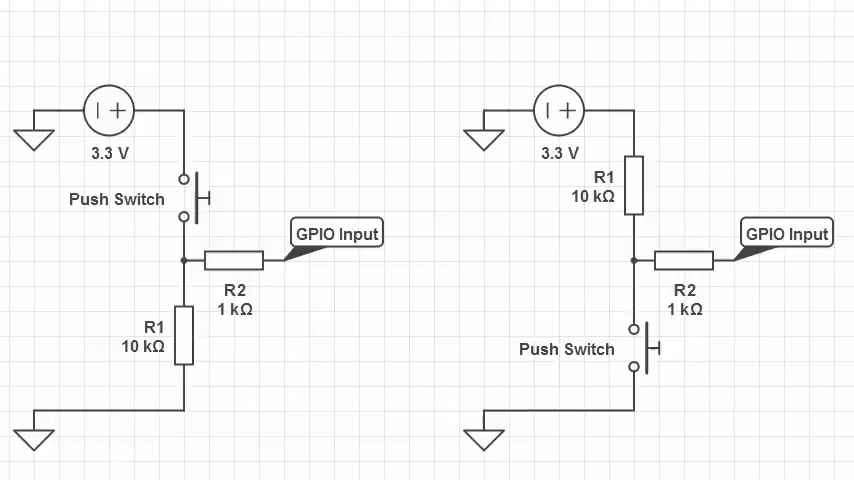 3.3 V
Push Switch
GPIO Input
R2
1 kΩ
R1
10 kΩ
3.3 V
R1
10 kΩ
GPIO Input
R2
1 kΩ
Push Switch